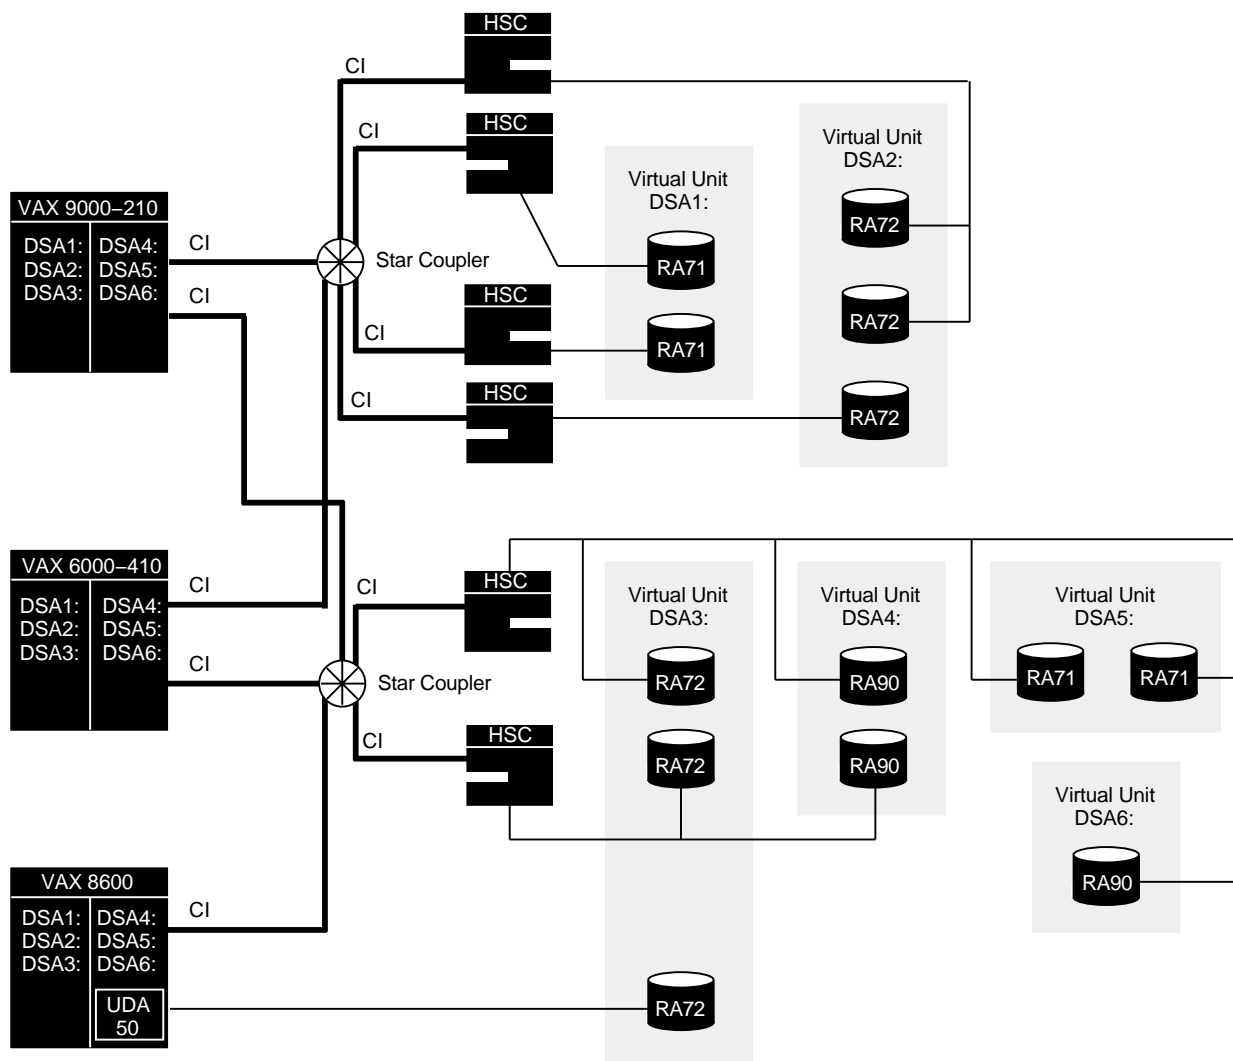 HSC
CI
HSC
CI
Virtual Unit
DSA2:
Virtual Unit
DSA1:
VAX 9000–210
DSA1: DSA4:
DSA2: DSA5:
DSA3: DSA6:
CI
CI
Star Coupler
RA72
RA71
HSC
CI
RA72
RA71
HSC
CI
RA72
VAX 6000–410
DSA1: DSA4:
DSA2: DSA5:
DSA3: DSA6:
CI
CI
HSC
CI
Star Coupler
Virtual Unit
DSA3:
Virtual Unit
DSA4:
Virtual Unit
DSA5:
RA72
RA90
RA71
RA71
HSC
CI
RA72
RA90
Virtual Unit
DSA6:
RA90
VAX 8600
DSA1: DSA4:
DSA2: DSA5:
DSA3: DSA6:
CI
UDA
50
RA72